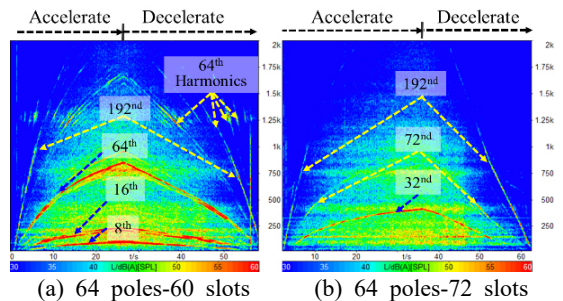 Accelerate Decelerate
Accelerate Decelerate
64th
Harmonics
192nd
64th
16th
8th
2k
1.75k
1.5k
1.25k
1k
750
500
250
0 10 20 t/s 40 50
30 35 40 L/dB(A)[SPL] 50 55 60
192nd
72nd
32nd
2k
1.75k
1.5k
1.25k
1k
750
500
250
0 10 20 t/s 40 50 60
30 35 40 L/dB(A)[SPL] 50 55 60
(a) 64 poles-60 slots
(b) 64 poles-72 slots